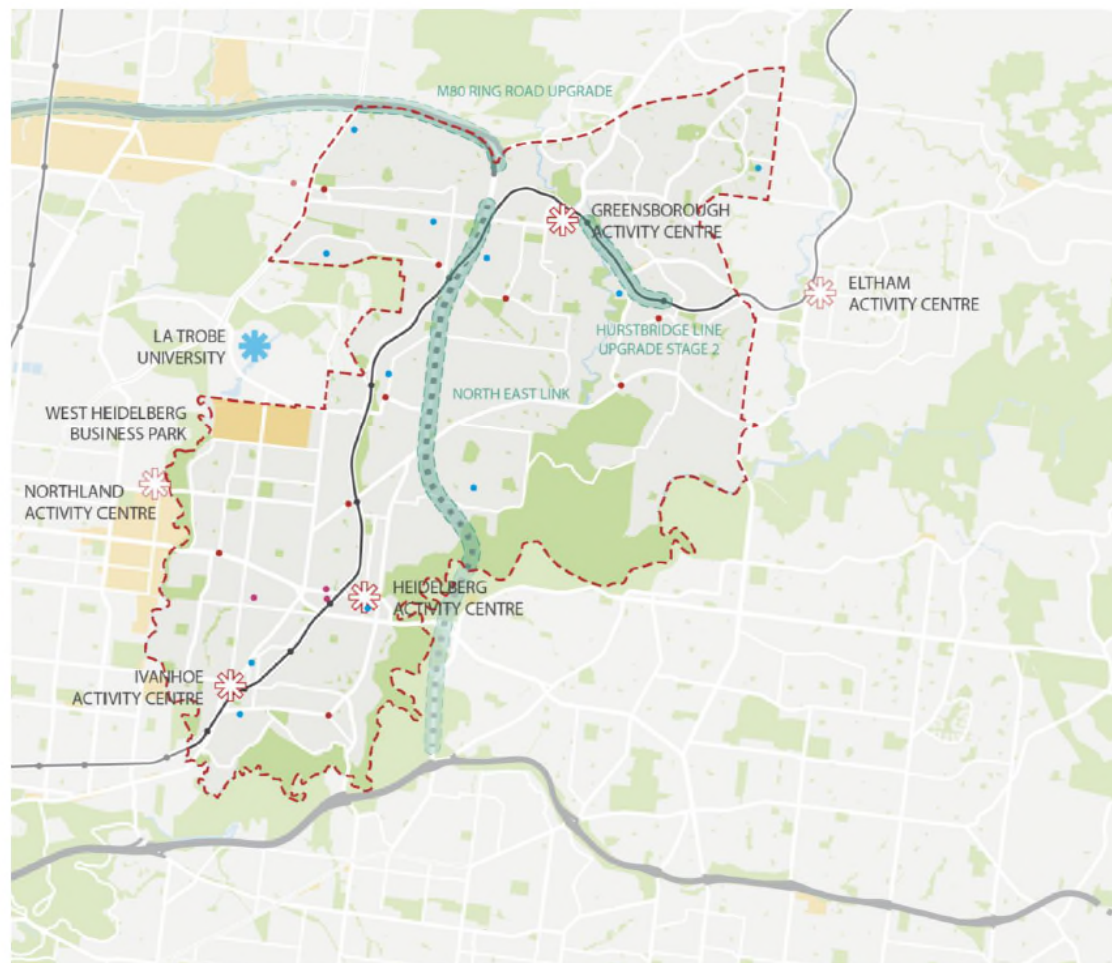 M80 RING ROAD UPGRADE
GREENSBOROUGH
ACTIVITY CENTRE
ELTHAM
ACTIVITY CENTRE
LA TROBE
UNIVERSITY
HURSTBRIDGE LINE
UPGRADE STAGE 2
NORTH EAST LINK
WEST HEIDELBERG
BUSINESS PARK
NORTHLAND
ACTIVITY CENTRE
HEIDELBERG
ACTIVITY CENTRE
IVANHOE
ACTIVITY CENTRE